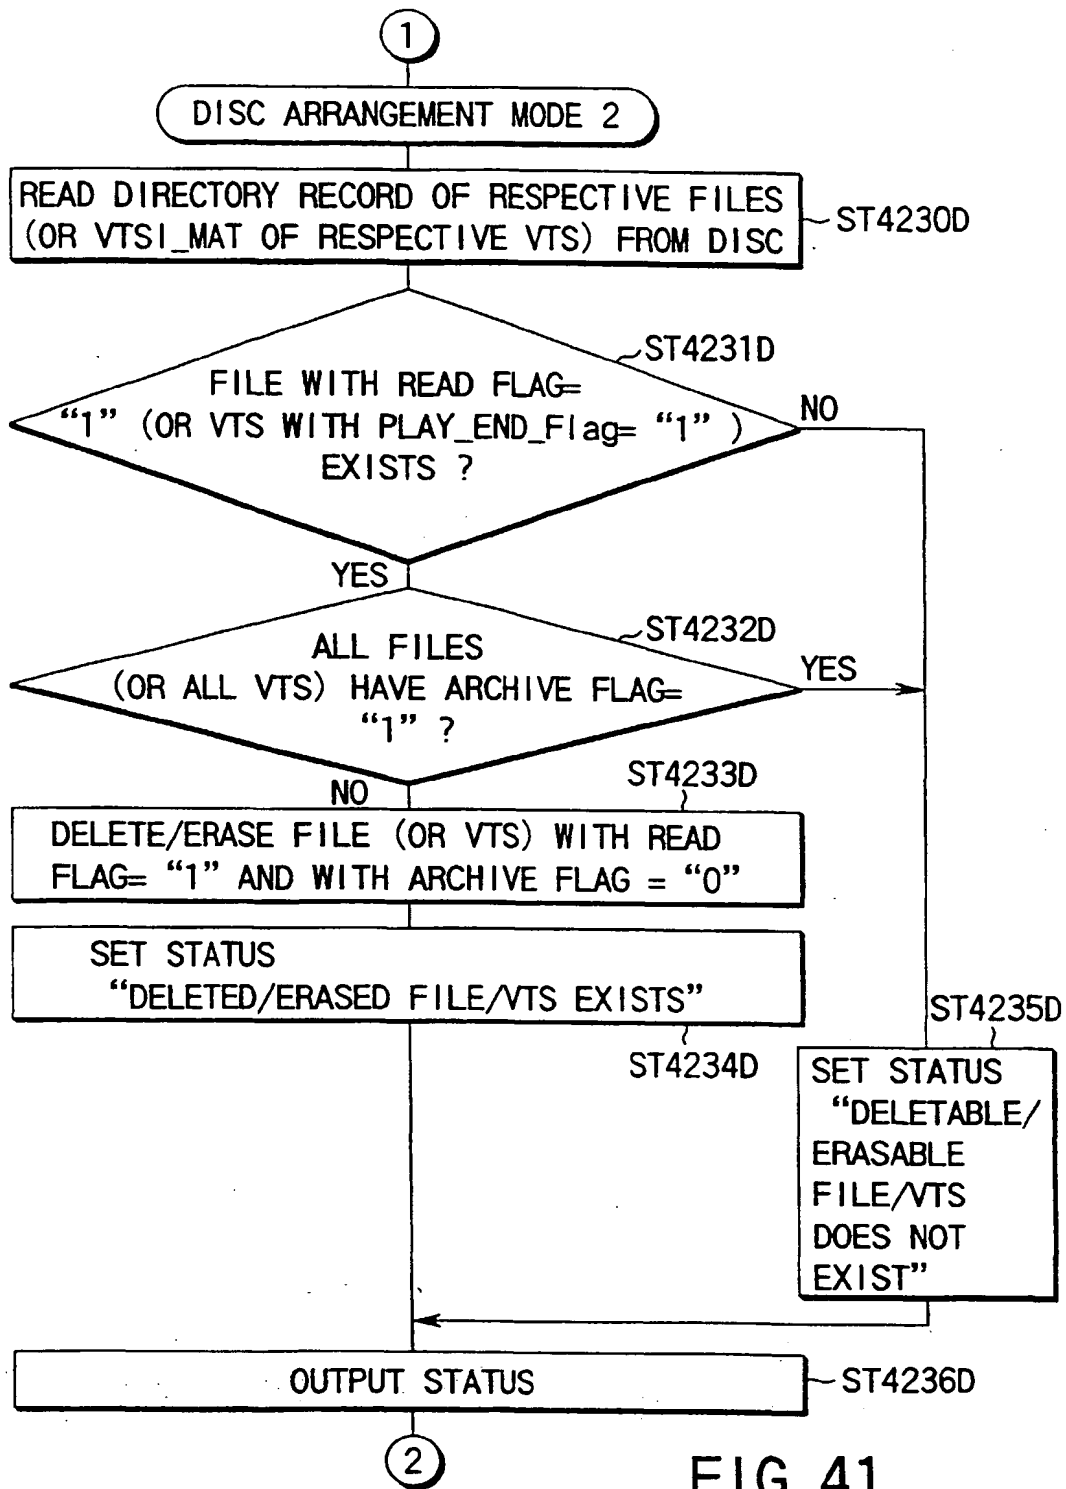 1
DISC ARRANGEMENT MODE 2
READ DIRECTORY RECORD OF RESPECTIVE FILES
(OR VTSI_MAT OF RESPECTIVE VTS) FROM DISC
ST4230D
ST4231D
FILE WITH READ FLAG=
“1” (OR VTS WITH PLAY_END_Flag= “1” )
EXISTS ?
NO
YES
ST4232D
ALL FILES
(OR ALL VTS) HAVE ARCHIVE FLAG=
“1” ?
YES
NO
ST4233D
DELETE/ERASE FILE (OR VTS) WITH READ
FLAG= “1” AND WITH ARCHIVE FLAG = “0”
SET STATUS
“DELETED/ERASED FILE/VTS EXISTS”
ST4234D
ST4235D
SET STATUS
“DELETABLE/
ERASABLE
FILE/VTS
DOES NOT
EXIST”
OUTPUT STATUS
ST4236D
2
FIG. 41